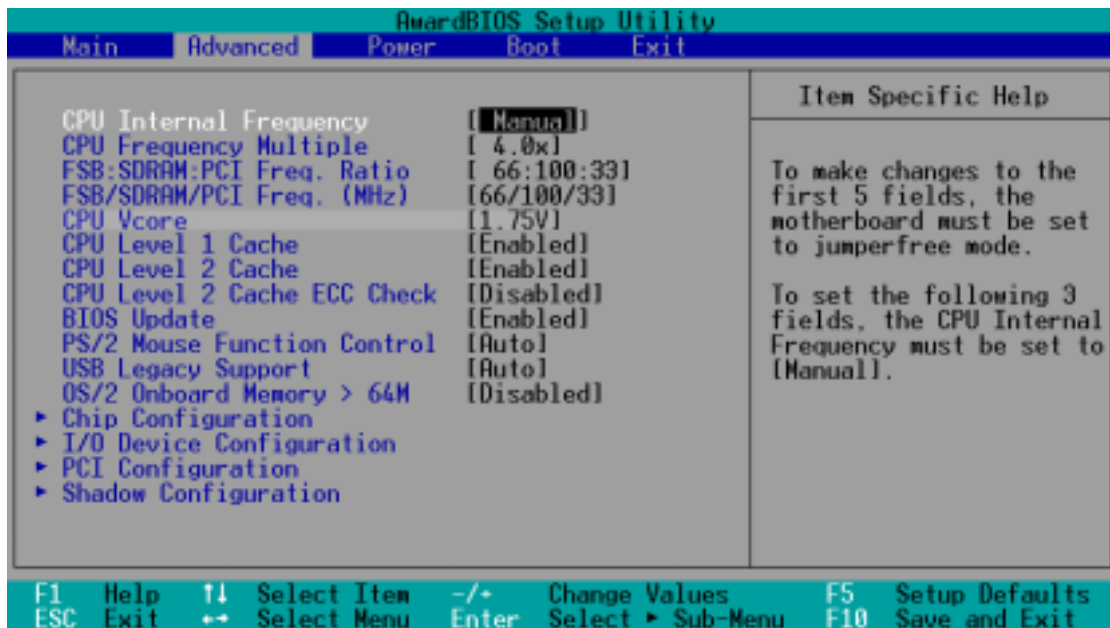 AwardBIOS Setup Utility
Main Advanced Power Boot Exit
CPU Internal Frequency [ Manual]
CPU Frequency Multiple [ 4.0x]
FSB:SDRAM:PCI Freq. Ratio [ 66:100:33]
FSB/SDRAM/PCI Freq. (MHz) [66/100/33]
CPU Vcore [1.75V]
CPU Level 1 Cache [Enabled]
CPU Level 2 Cache [Enabled]
CPU Level 2 Cache ECC Check [Disabled]
BIOS Update [Enabled]
PS/2 Mouse Function Control [Auto]
USB Legacy Support [Auto]
OS/2 Onboard Memory > 64M [Disabled]
▶ Chip Configuration
▶ I/O Device Configuration
▶ PCI Configuration
▶ Shadow Configuration
Item Specific Help
To make changes to the
first 5 fields, the
motherboard must be set
to jumperfree mode.
To set the following 3
fields, the CPU Internal
Frequency must be set to
[Manual].
F1 Help ↑↓ Select Item -/+ Change Values F5 Setup Defaults
ESC Exit ←→ Select Menu Enter Select ▶ Sub-Menu F10 Save and Exit